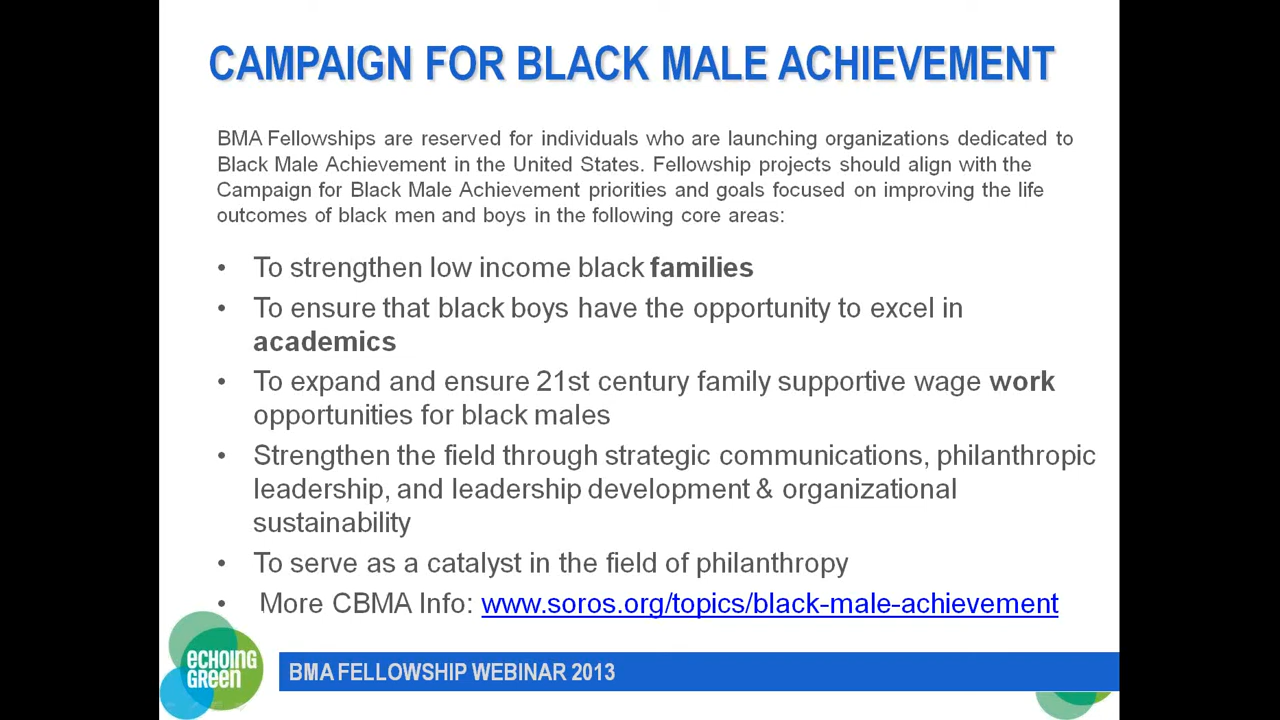 CAMPAIGN FOR BLACK MALE ACHIEVEMENT
BMA Fellowships are reserved for individuals who are launching organizations dedicated to
Black Male Achievement in the United States. Fellowship projects should align with the
Campaign for Black Male Achievement priorities and goals focused on improving the life
outcomes of black men and boys in the following core areas:
• To strengthen low income black families
• To ensure that black boys have the opportunity to excel in
academics
• To expand and ensure 21st century family supportive wage work
opportunities for black males
• Strengthen the field through strategic communications, philanthropic
leadership, and leadership development & organizational
sustainability
• To serve as a catalyst in the field of philanthropy
• More CBMA Info: www.soros.org/topics/black-male-achievement
echoing
green
BMA FELLOWSHIP WEBINAR 2013